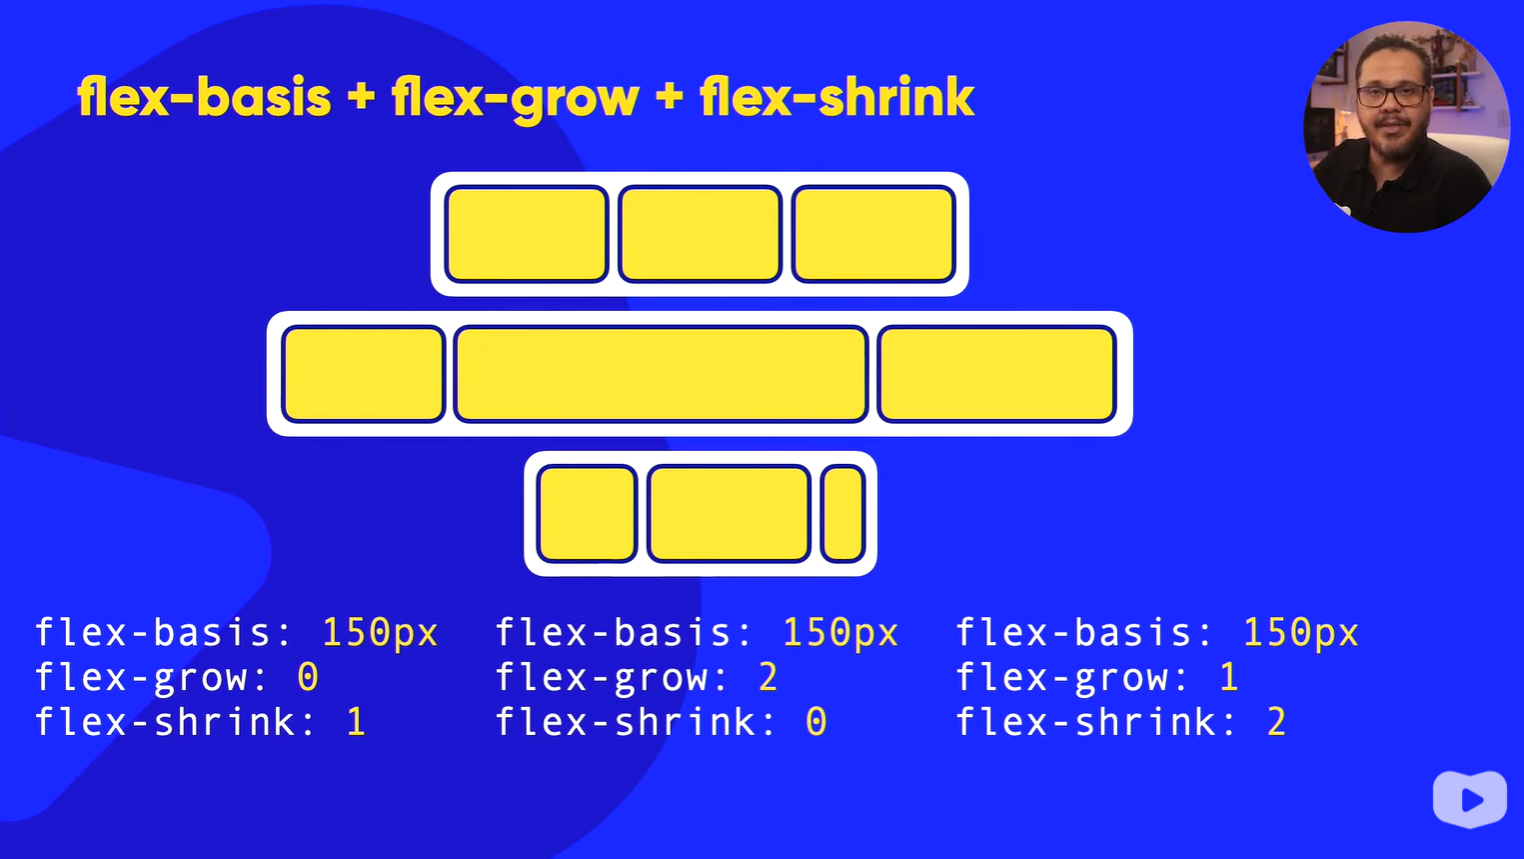 flex-basis + flex-grow + flex-shrink
flex-basis: 150px
flex-grow: 0
flex-shrink: 1
flex-basis: 150px
flex-grow: 2
flex-shrink: 0
flex-basis: 150px
flex-grow: 1
flex-shrink: 2